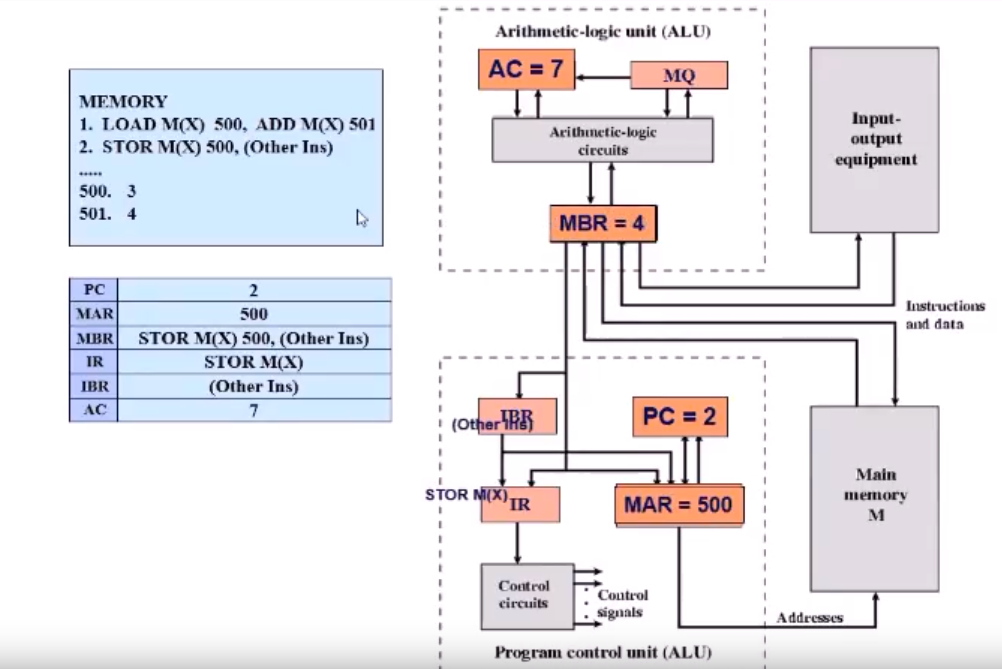 MEMORY
1. LOAD M(X) 500, ADD M(X) 501
2. STOR M(X) 500, (Other Ins)
.....
500. 3
501. 4
PC 2
MAR 500
MBR STOR M(X) 500, (Other Ins)
IR STOR M(X)
IBR (Other Ins)
AC 7
Arithmetic-logic unit (ALU)
AC = 7
MQ
Arithmetic-logic
circuits
MBR = 4
Input-
output
equipment
Instructions
and data
IBR
(Other Ins)
PC = 2
STOR M(X)
IR
MAR = 500
Main
memory
M
Control
circuits
Control
signals
Addresses
Program control unit (ALU)